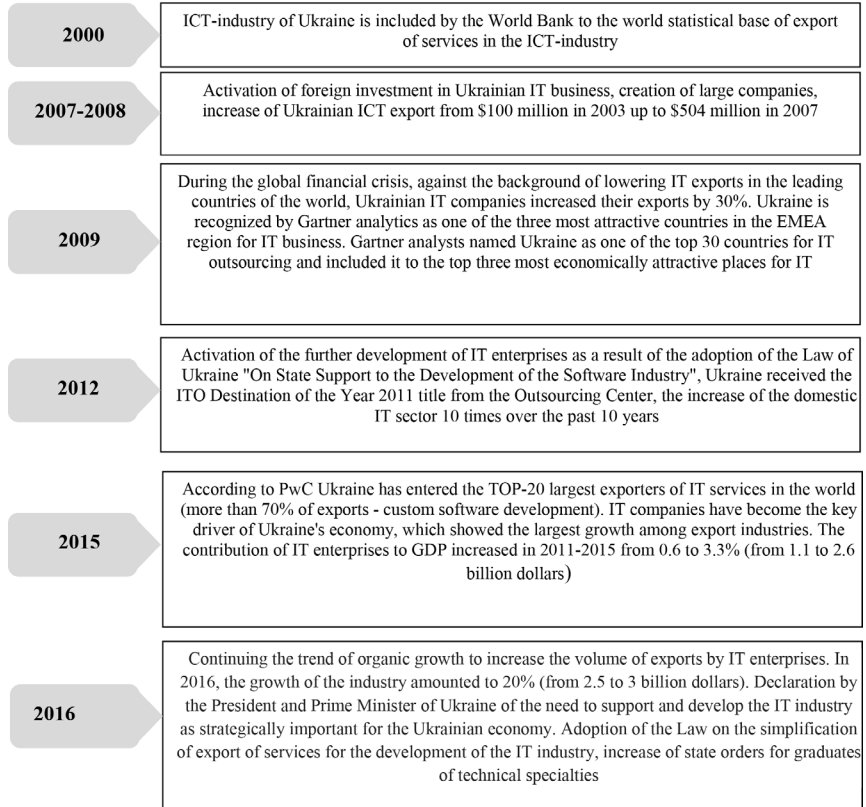 2000
ICT-industry of Ukraine is included by the World Bank to the world statistical base of export
of services in the ICT-industry
2007-2008
Activation of foreign investment in Ukrainian IT business, creation of large companies,
increase of Ukrainian ICT export from $100 million in 2003 up to $504 million in 2007
2009
During the global financial crisis, against the background of lowering IT exports in the leading
countries of the world, Ukrainian IT companies increased their exports by 30%. Ukraine is
recognized by Gartner analytics as one of the three most attractive countries in the EMEA
region for IT business. Gartner analysts named Ukraine as one of the top 30 countries for IT
outsourcing and included it to the top three most economically attractive places for IT
2012
Activation of the further development of IT enterprises as a result of the adoption of the Law of
Ukraine "On State Support to the Development of the Software Industry", Ukraine received the
ITO Destination of the Year 2011 title from the Outsourcing Center, the increase of the domestic
IT sector 10 times over the past 10 years
2015
According to PwC Ukraine has entered the TOP-20 largest exporters of IT services in the world
(more than 70% of exports - custom software development). IT companies have become the key
driver of Ukraine's economy, which showed the largest growth among export industries. The
contribution of IT enterprises to GDP increased in 2011-2015 from 0.6 to 3.3% (from 1.1 to 2.6
billion dollars)
2016
Continuing the trend of organic growth to increase the volume of exports by IT enterprises. In
2016, the growth of the industry amounted to 20% (from 2.5 to 3 billion dollars). Declaration by
the President and Prime Minister of Ukraine of the need to support and develop the IT industry
as strategically important for the Ukrainian economy. Adoption of the Law on the simplification
of export of services for the development of the IT industry, increase of state orders for graduates
of technical specialties